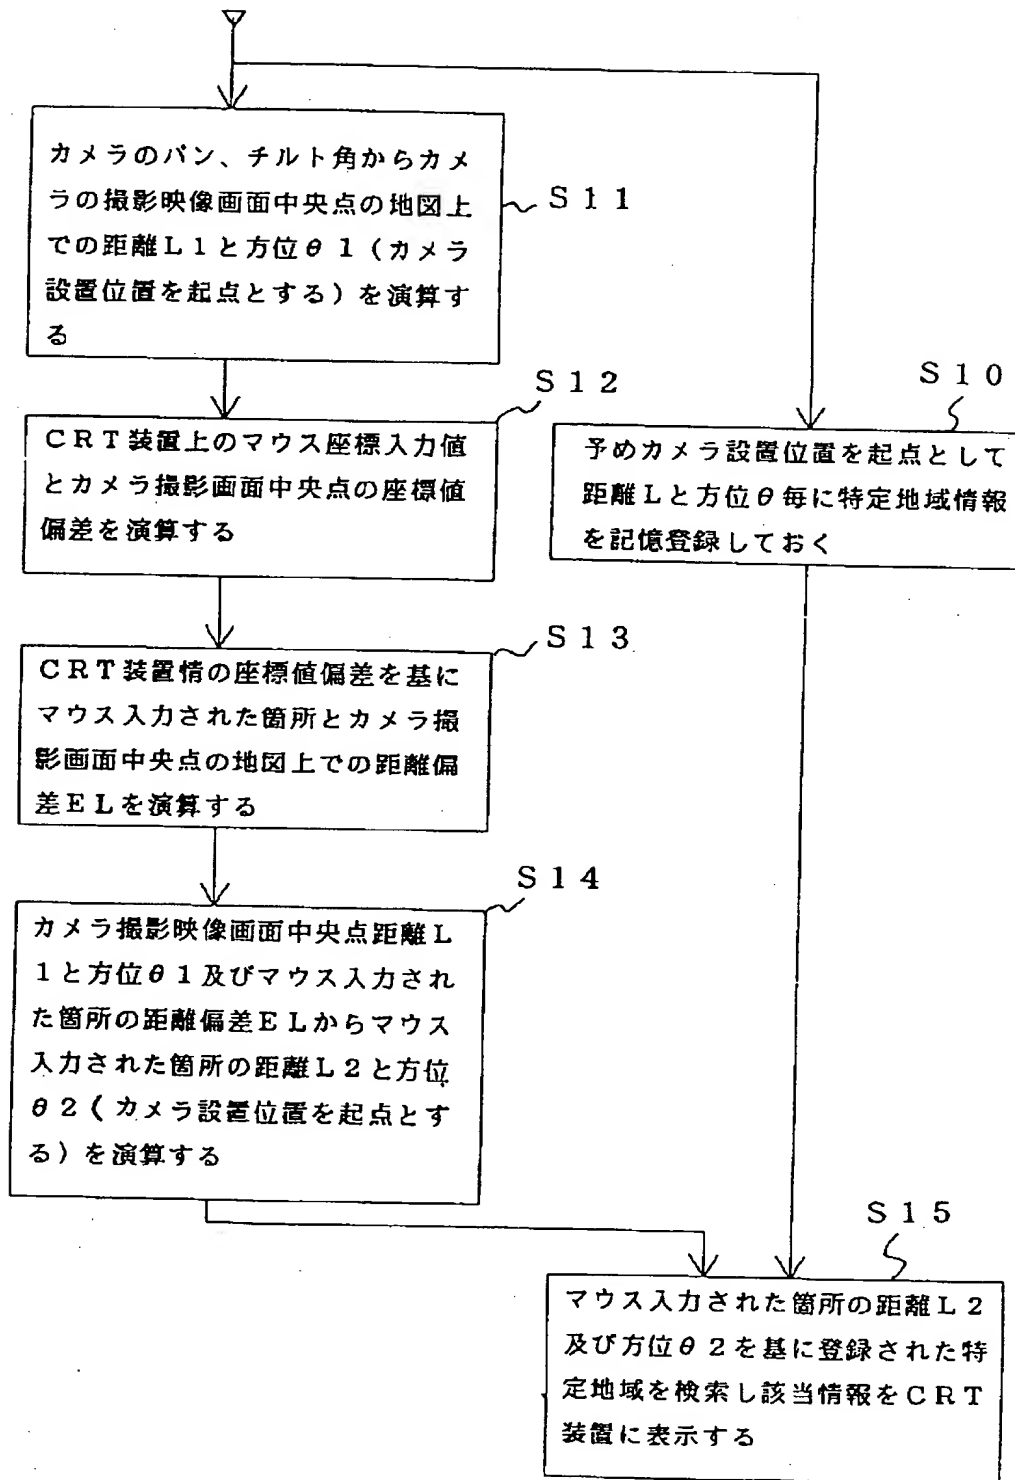 カメラのパン、チルト角からカメ
ラの撮影映像画面中央点の地図上
での距離L1と方位θ1(カメラ
設置位置を起点とする)を演算す
る
S11
S12
CRT装置上のマウス座標入力値
とカメラ撮影画面中央点の座標値
偏差を演算する
S10
予めカメラ設置位置を起点として
距離Lと方位θ毎に特定地域情報
を記憶登録しておく
S13
CRT装置情の座標値偏差を基に
マウス入力された箇所とカメラ撮
影画面中央点の地図上での距離偏
差ELを演算する
S14
カメラ撮影映像画面中央点距離L
1と方位θ1及びマウス入力され
た箇所の距離偏差ELからマウス
入力された箇所の距離L2と方位
θ2(カメラ設置位置を起点とす
る)を演算する
S15
マウス入力された箇所の距離L2
及び方位θ2を基に登録された特
定地域を検索し該当情報をCRT
装置に表示する